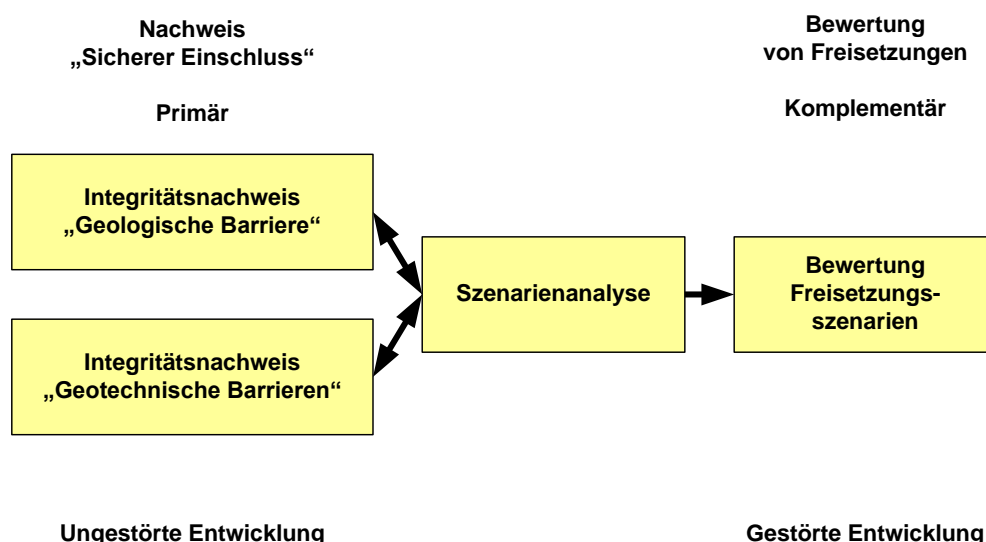 Nachweis
„Sicherer Einschluss“
Primär
Bewertung
von Freisetzungen
Komplementär
Integritätsnachweis
„Geologische Barriere“
Integritätsnachweis
„Geotechnische Barrieren“
Szenarienanalyse
Bewertung
Freisetzungs-
szenarien
Ungestörte Entwicklung
Gestörte Entwicklung